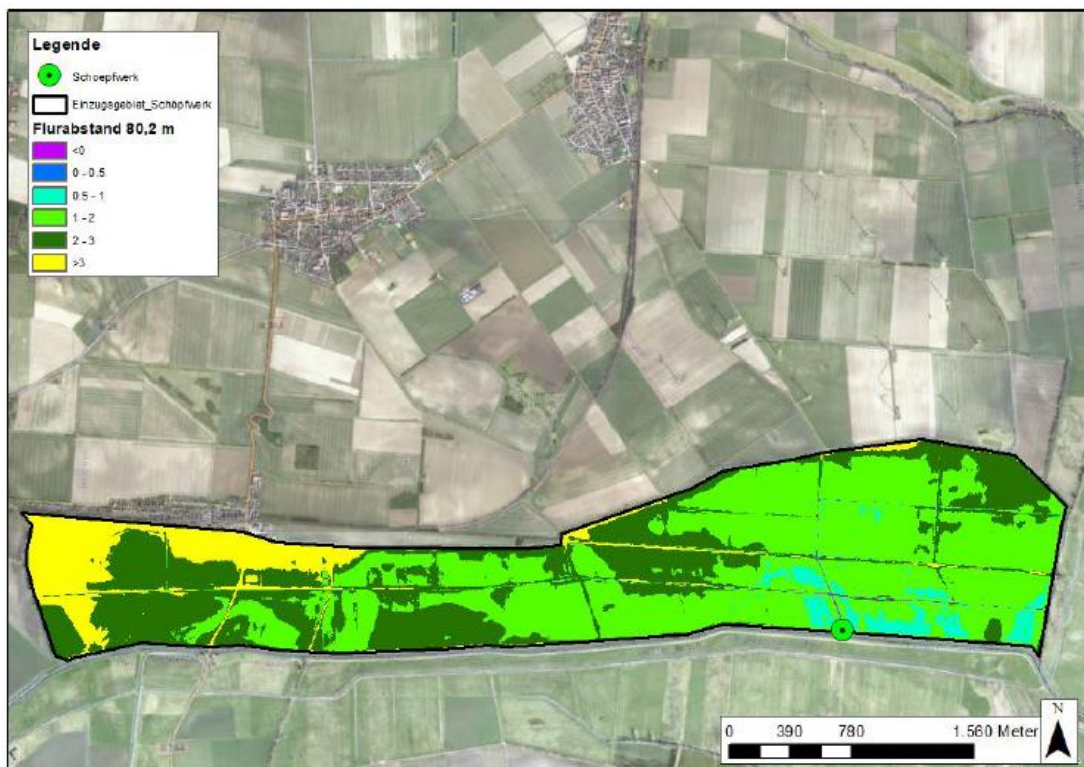 Legende
Schoepfwerk
Einzugsgebiet_Schöpfwerk
Flurabstand 80,2 m
<0
0 - 0.5
0.5 - 1
1 - 2
2 - 3
>3
0 390 780 1.560 Meter
N